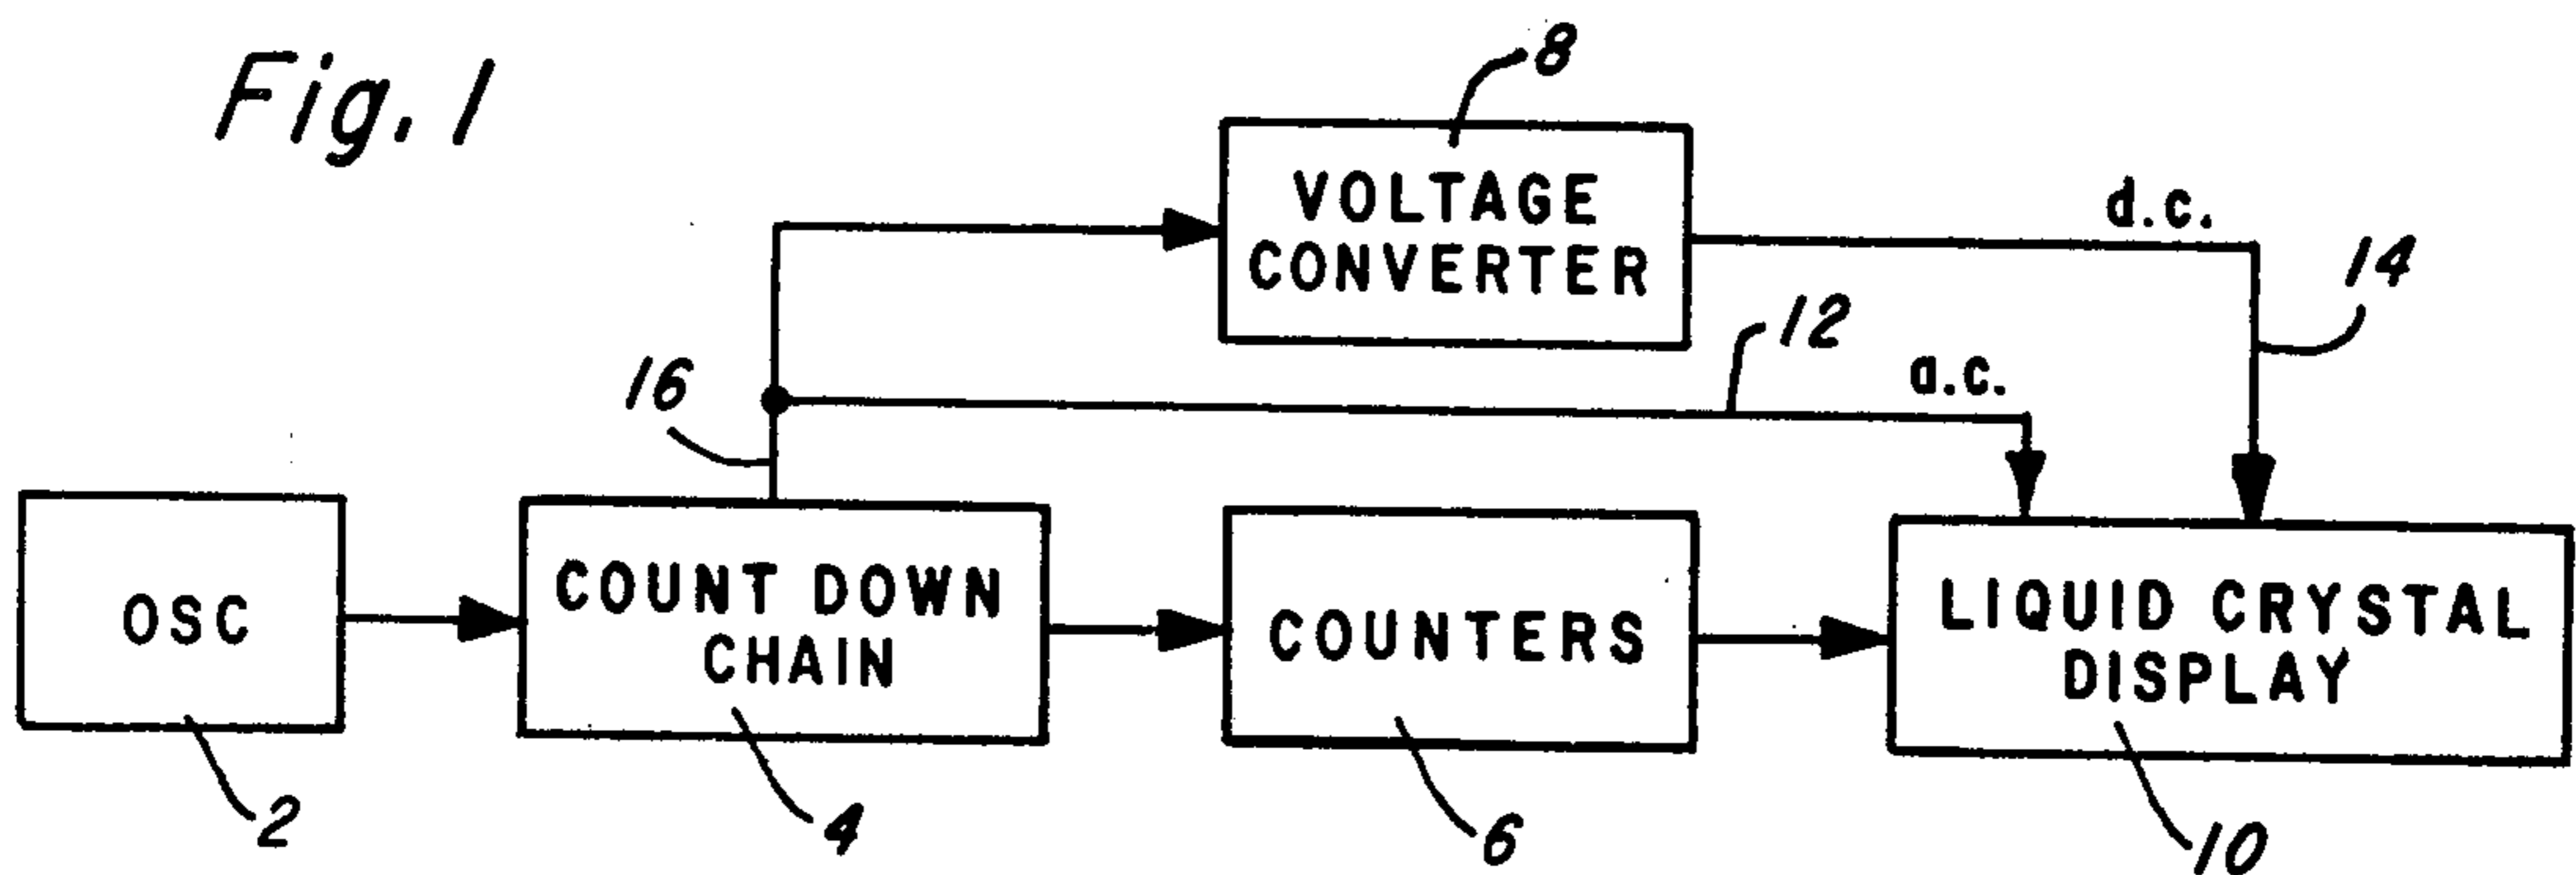 Fig. 1
8
VOLTAGE
CONVERTER
d.c.
14
12
a.c.
16
OSC
COUNT DOWN
CHAIN
COUNTERS
LIQUID CRYSTAL
DISPLAY
2
4
6
10